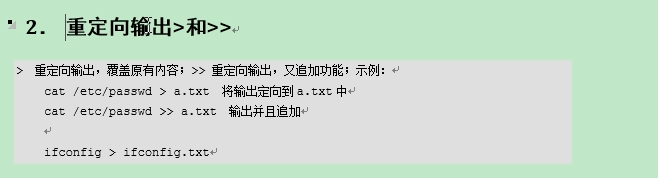 2. 重定向输出>和>>
> 重定向输出，覆盖原有内容；>> 重定向输出，又追加功能；示例：
cat /etc/passwd > a.txt 将输出定向到 a.txt 中
cat /etc/passwd >> a.txt 输出并且追加
ifconfig > ifconfig.txt